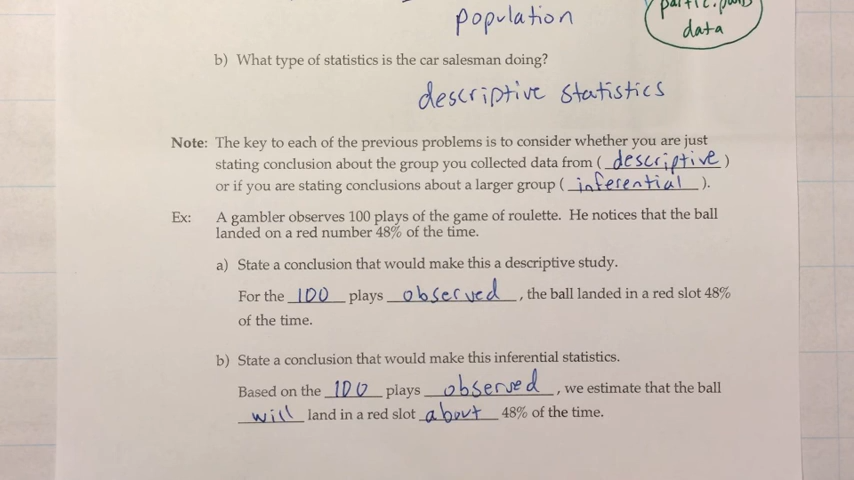 population
data
b) What type of statistics is the car salesman doing?
descriptive statistics
Note: The key to each of the previous problems is to consider whether you are just
stating conclusion about the group you collected data from ( descriptive )
or if you are stating conclusions about a larger group ( inferential ).
Ex: A gambler observes 100 plays of the game of roulette. He notices that the ball
landed on a red number 48% of the time.
a) State a conclusion that would make this a descriptive study.
For the 100 plays observed , the ball landed in a red slot 48%
of the time.
b) State a conclusion that would make this inferential statistics.
Based on the 100 plays observed , we estimate that the ball
will land in a red slot about 48% of the time.